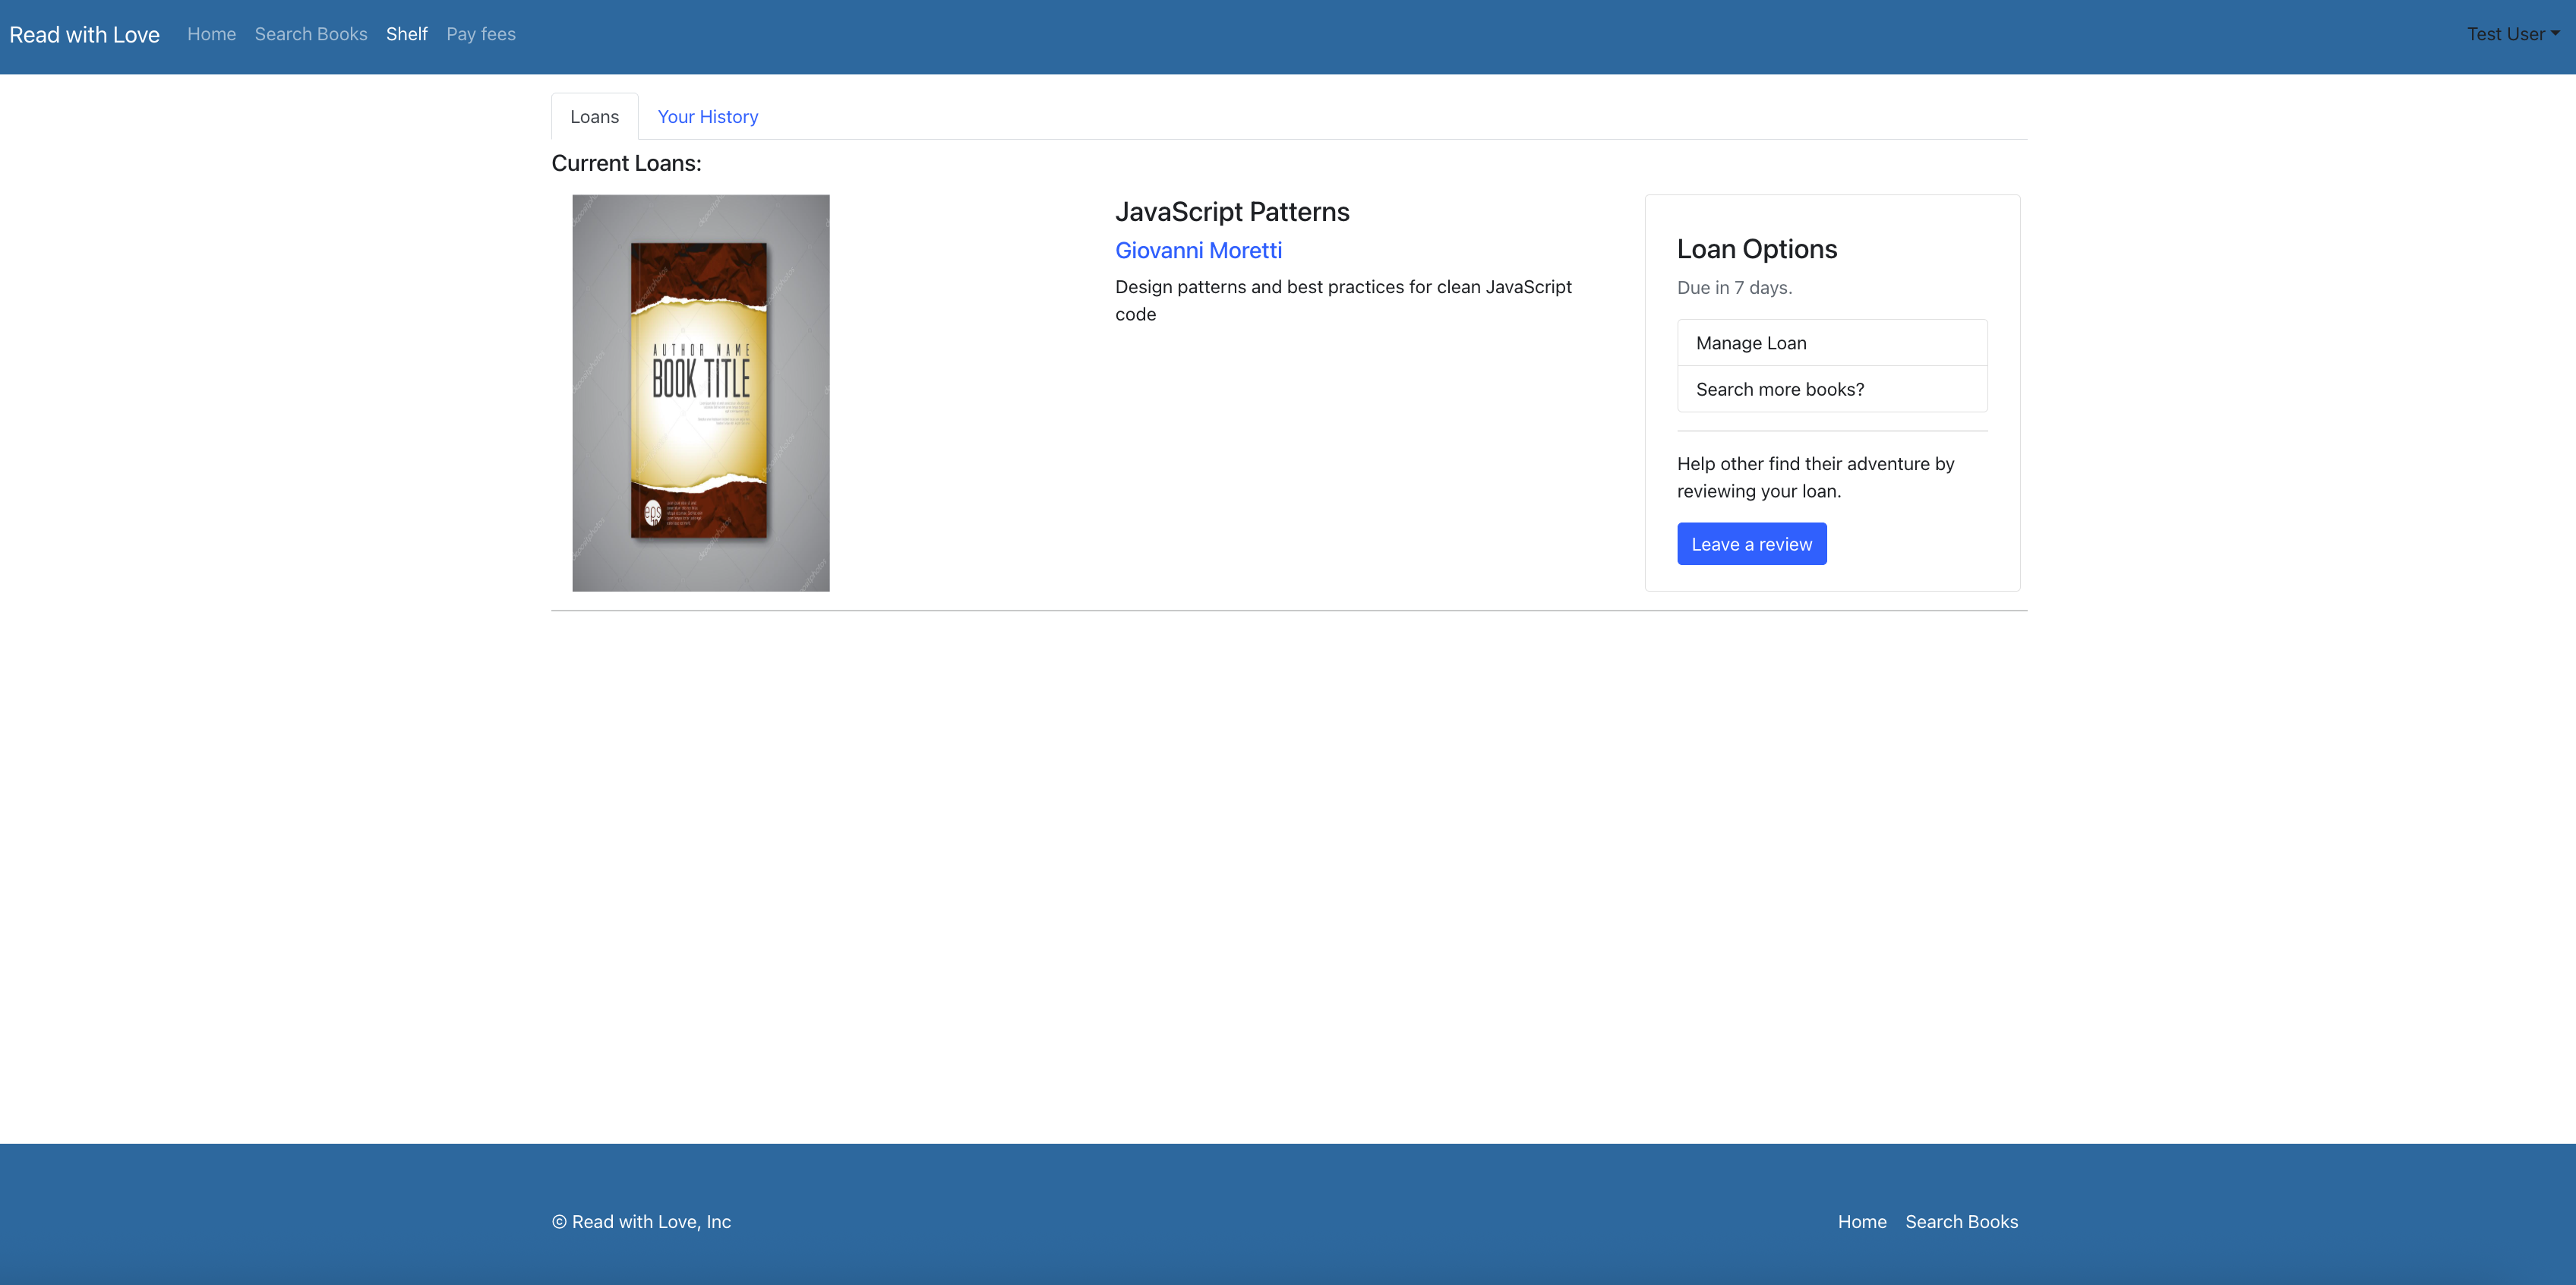 Read with Love Home Search Books Shelf Pay fees Test User
Loans Your History
Current Loans:
AUTHOR NAME
BOOK TITLE
JavaScript Patterns
Giovanni Moretti
Design patterns and best practices for clean JavaScript
code
Loan Options
Due in 7 days.
Manage Loan
Search more books?
Help other find their adventure by
reviewing your loan.
Leave a review
© Read with Love, Inc Home Search Books